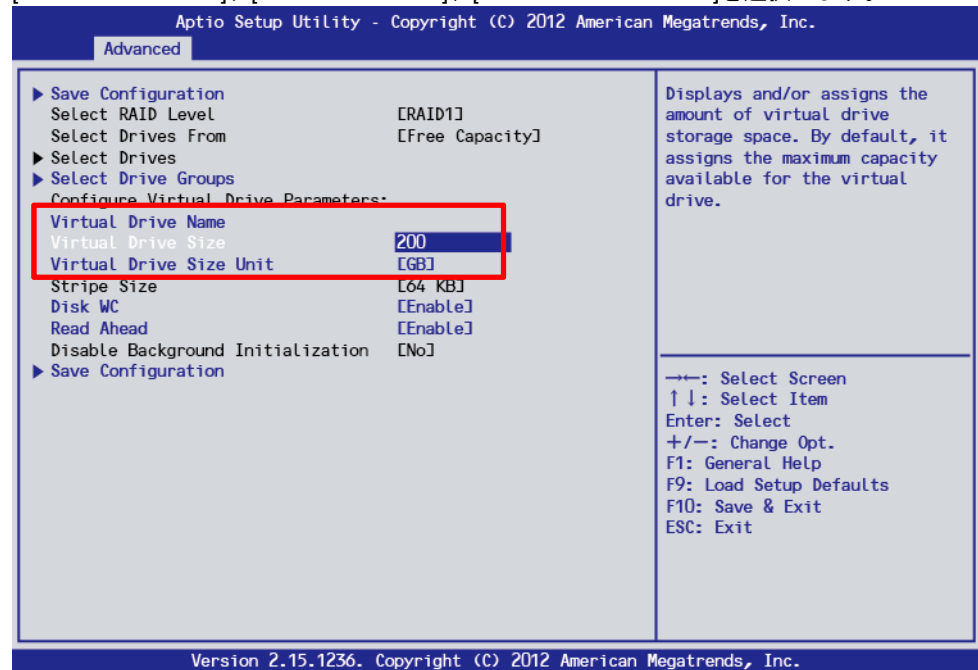 Aptio Setup Utility - Copyright (C) 2012 American Megatrends, Inc.
Advanced
▶ Save Configuration
Select RAID Level [RAID1]
Select Drives From [Free Capacity]
▶ Select Drives
▶ Select Drive Groups
Configure Virtual Drive Parameters:
Virtual Drive Name
Virtual Drive Size 200
Virtual Drive Size Unit [GB]
Stripe Size [64 KB]
Disk WC [Enable]
Read Ahead [Enable]
Disable Background Initialization [No]
▶ Save Configuration
Displays and/or assigns the
amount of virtual drive
storage space. By default, it
assigns the maximum capacity
available for the virtual
drive.
→←: Select Screen
↑↓: Select Item
Enter: Select
+/-: Change Opt.
F1: General Help
F9: Load Setup Defaults
F10: Save & Exit
ESC: Exit
Version 2.15.1236. Copyright (C) 2012 American Megatrends, Inc.